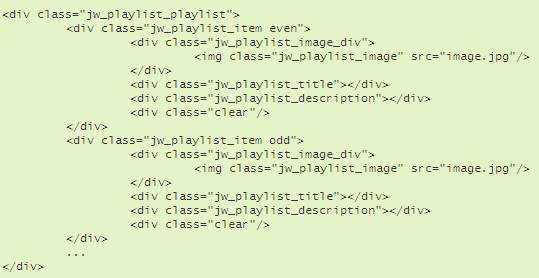 <div class="jw_playlist_playlist">
        <div class="jw_playlist_item even">
                <div class="jw_playlist_image_div">
                        <img class="jw_playlist_image" src="image.jpg"/>
                </div>
                <div class="jw_playlist_title"></div>
                <div class="jw_playlist_description"></div>
                <div class="clear"/>
        </div>
        <div class="jw_playlist_item odd">
                <div class="jw_playlist_image_div">
                        <img class="jw_playlist_image" src="image.jpg"/>
                </div>
                <div class="jw_playlist_title"></div>
                <div class="jw_playlist_description"></div>
                <div class="clear"/>
        </div>
        ...
</div>